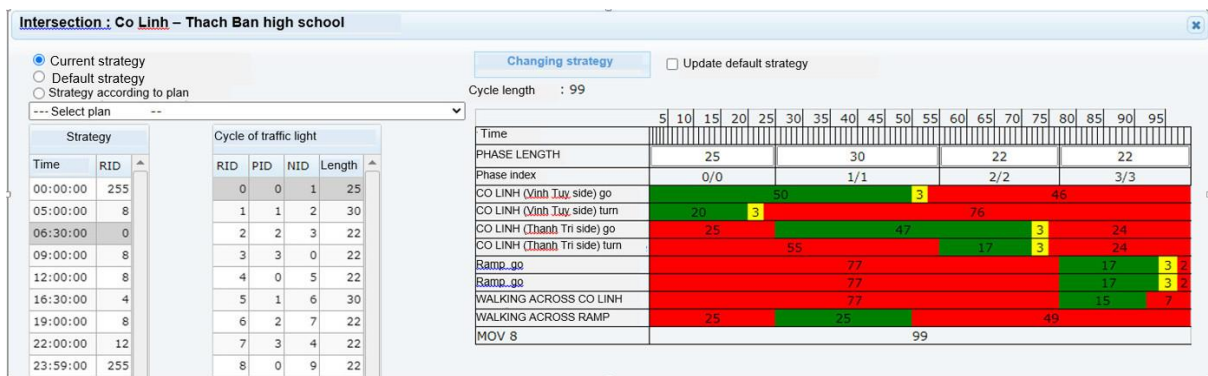 Intersection : Co Linh – Thach Ban high school
Current strategy
Default strategy
Strategy according to plan
--- Select plan --
Changing strategy
Update default strategy
Cycle length : 99
Strategy
Time RID
00:00:00 255
05:00:00 8
06:30:00 0
09:00:00 8
12:00:00 8
16:30:00 4
19:00:00 8
22:00:00 12
23:59:00 255
Cycle of traffic light
RID PID NID Length
0 0 1 25
1 1 2 30
2 2 3 22
3 3 0 22
4 0 5 22
5 1 6 30
6 2 7 22
7 3 4 22
8 0 9 22
5 10 15 20 25 30 35 40 45 50 55 60 65 70 75 80 85 90 95
Time
PHASE LENGTH 25 30 22 22
Phase index 0/0 1/1 2/2 3/3
CO LINH (Vinh Tuy side) go 50 3 46
CO LINH (Vinh Tuy side) turn 20 3 76
CO LINH (Thanh Tri side) go 25 47 3 24
CO LINH (Thanh Tri side) turn 55 17 3 24
Ramp go 77 17 3 2
Ramp go 77 17 3 2
WALKING ACROSS CO LINH 77 15 7
WALKING ACROSS RAMP 25 25 49
MOV 8 99